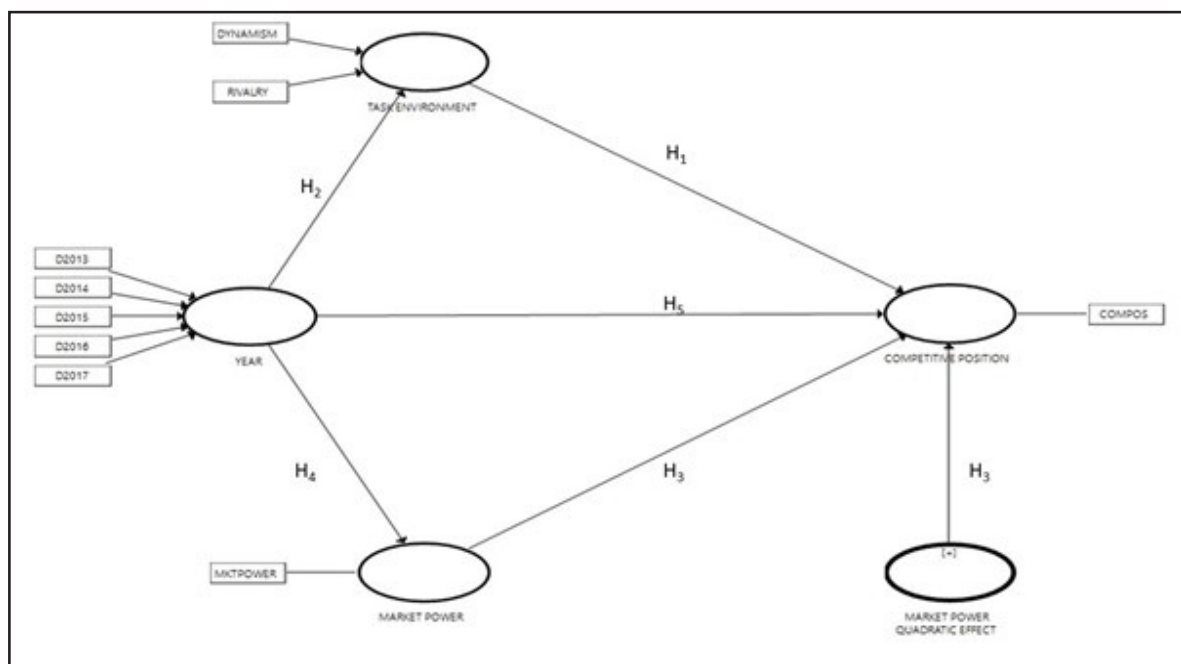 DYNAMISM
RIVALRY
TASK ENVIRONMENT
H1
H2
D2013
D2014
D2015
D2016
D2017
YEAR
H5
COMPETITIVE POSITION
COMPOS
H4
H3
H3
MKTPOWER
MARKET POWER
[+]
MARKET POWER
QUADRATIC EFFECT